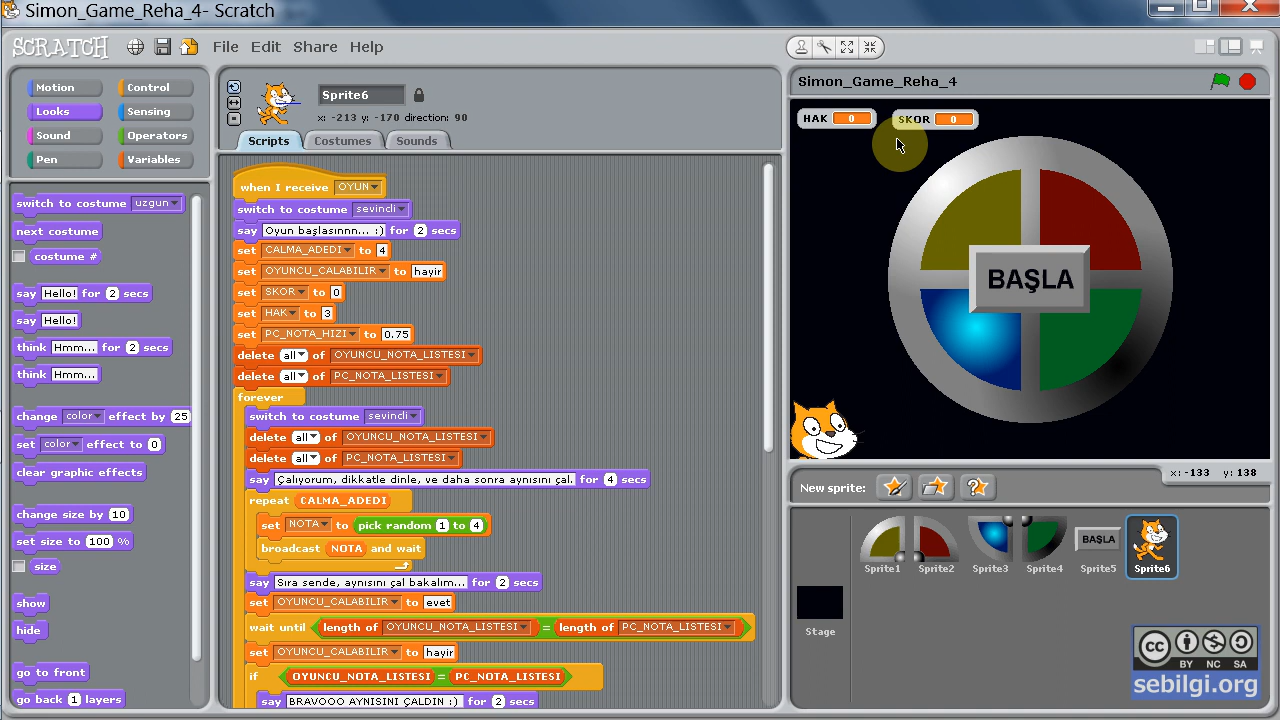 Simon_Game_Reha_4- Scratch
SCRATCH File Edit Share Help
Motion Control
Looks Sensing
Sound Operators
Pen Variables
switch to costume uzgun
next costume
costume #
say Hello! for 2 secs
say Hello!
think Hmm... for 2 secs
think Hmm...
change color effect by 25
set color effect to 0
clear graphic effects
change size by 10
set size to 100 %
size
show
hide
go to front
go back 1 layers
Sprite6
x: -213 y: -170 direction: 90
Scripts Costumes Sounds
when I receive OYUN
switch to costume sevincli
say Oyun başlasınnn... :) for 2 secs
set CALMA_ADEDI to 4
set OYUNCU_CALABILIR to hayir
set SKOR to 0
set HAK to 3
set PC_NOTA_HIZI to 0.75
delete all of OYUNCU_NOTA_LISTESI
delete all of PC_NOTA_LISTESI
forever
switch to costume sevincli
delete all of OYUNCU_NOTA_LISTESI
delete all of PC_NOTA_LISTESI
say Çalıyorum, dikkatle dinle, ve daha sonra aynısını çal. for 4 secs
repeat CALMA_ADEDI
set NOTA to pick random 1 to 4
broadcast NOTA and wait
say Sıra sende, aynısını çal bakalım... for 2 secs
set OYUNCU_CALABILIR to evet
wait until length of OYUNCU_NOTA_LISTESI = length of PC_NOTA_LISTESI
set OYUNCU_CALABILIR to hayir
if OYUNCU_NOTA_LISTESI = PC_NOTA_LISTESI
say BRAVOOO AYNISINI ÇALDIN :) for 2 secs
Simon_Game_Reha_4
HAK 0 SKOR 0
BAŞLA
x: -133 y: 138
New sprite:
BAŞLA
Sprite1 Sprite2 Sprite3 Sprite4 Sprite5 Sprite6
Stage
cc BY NC SA
sebilgi.org